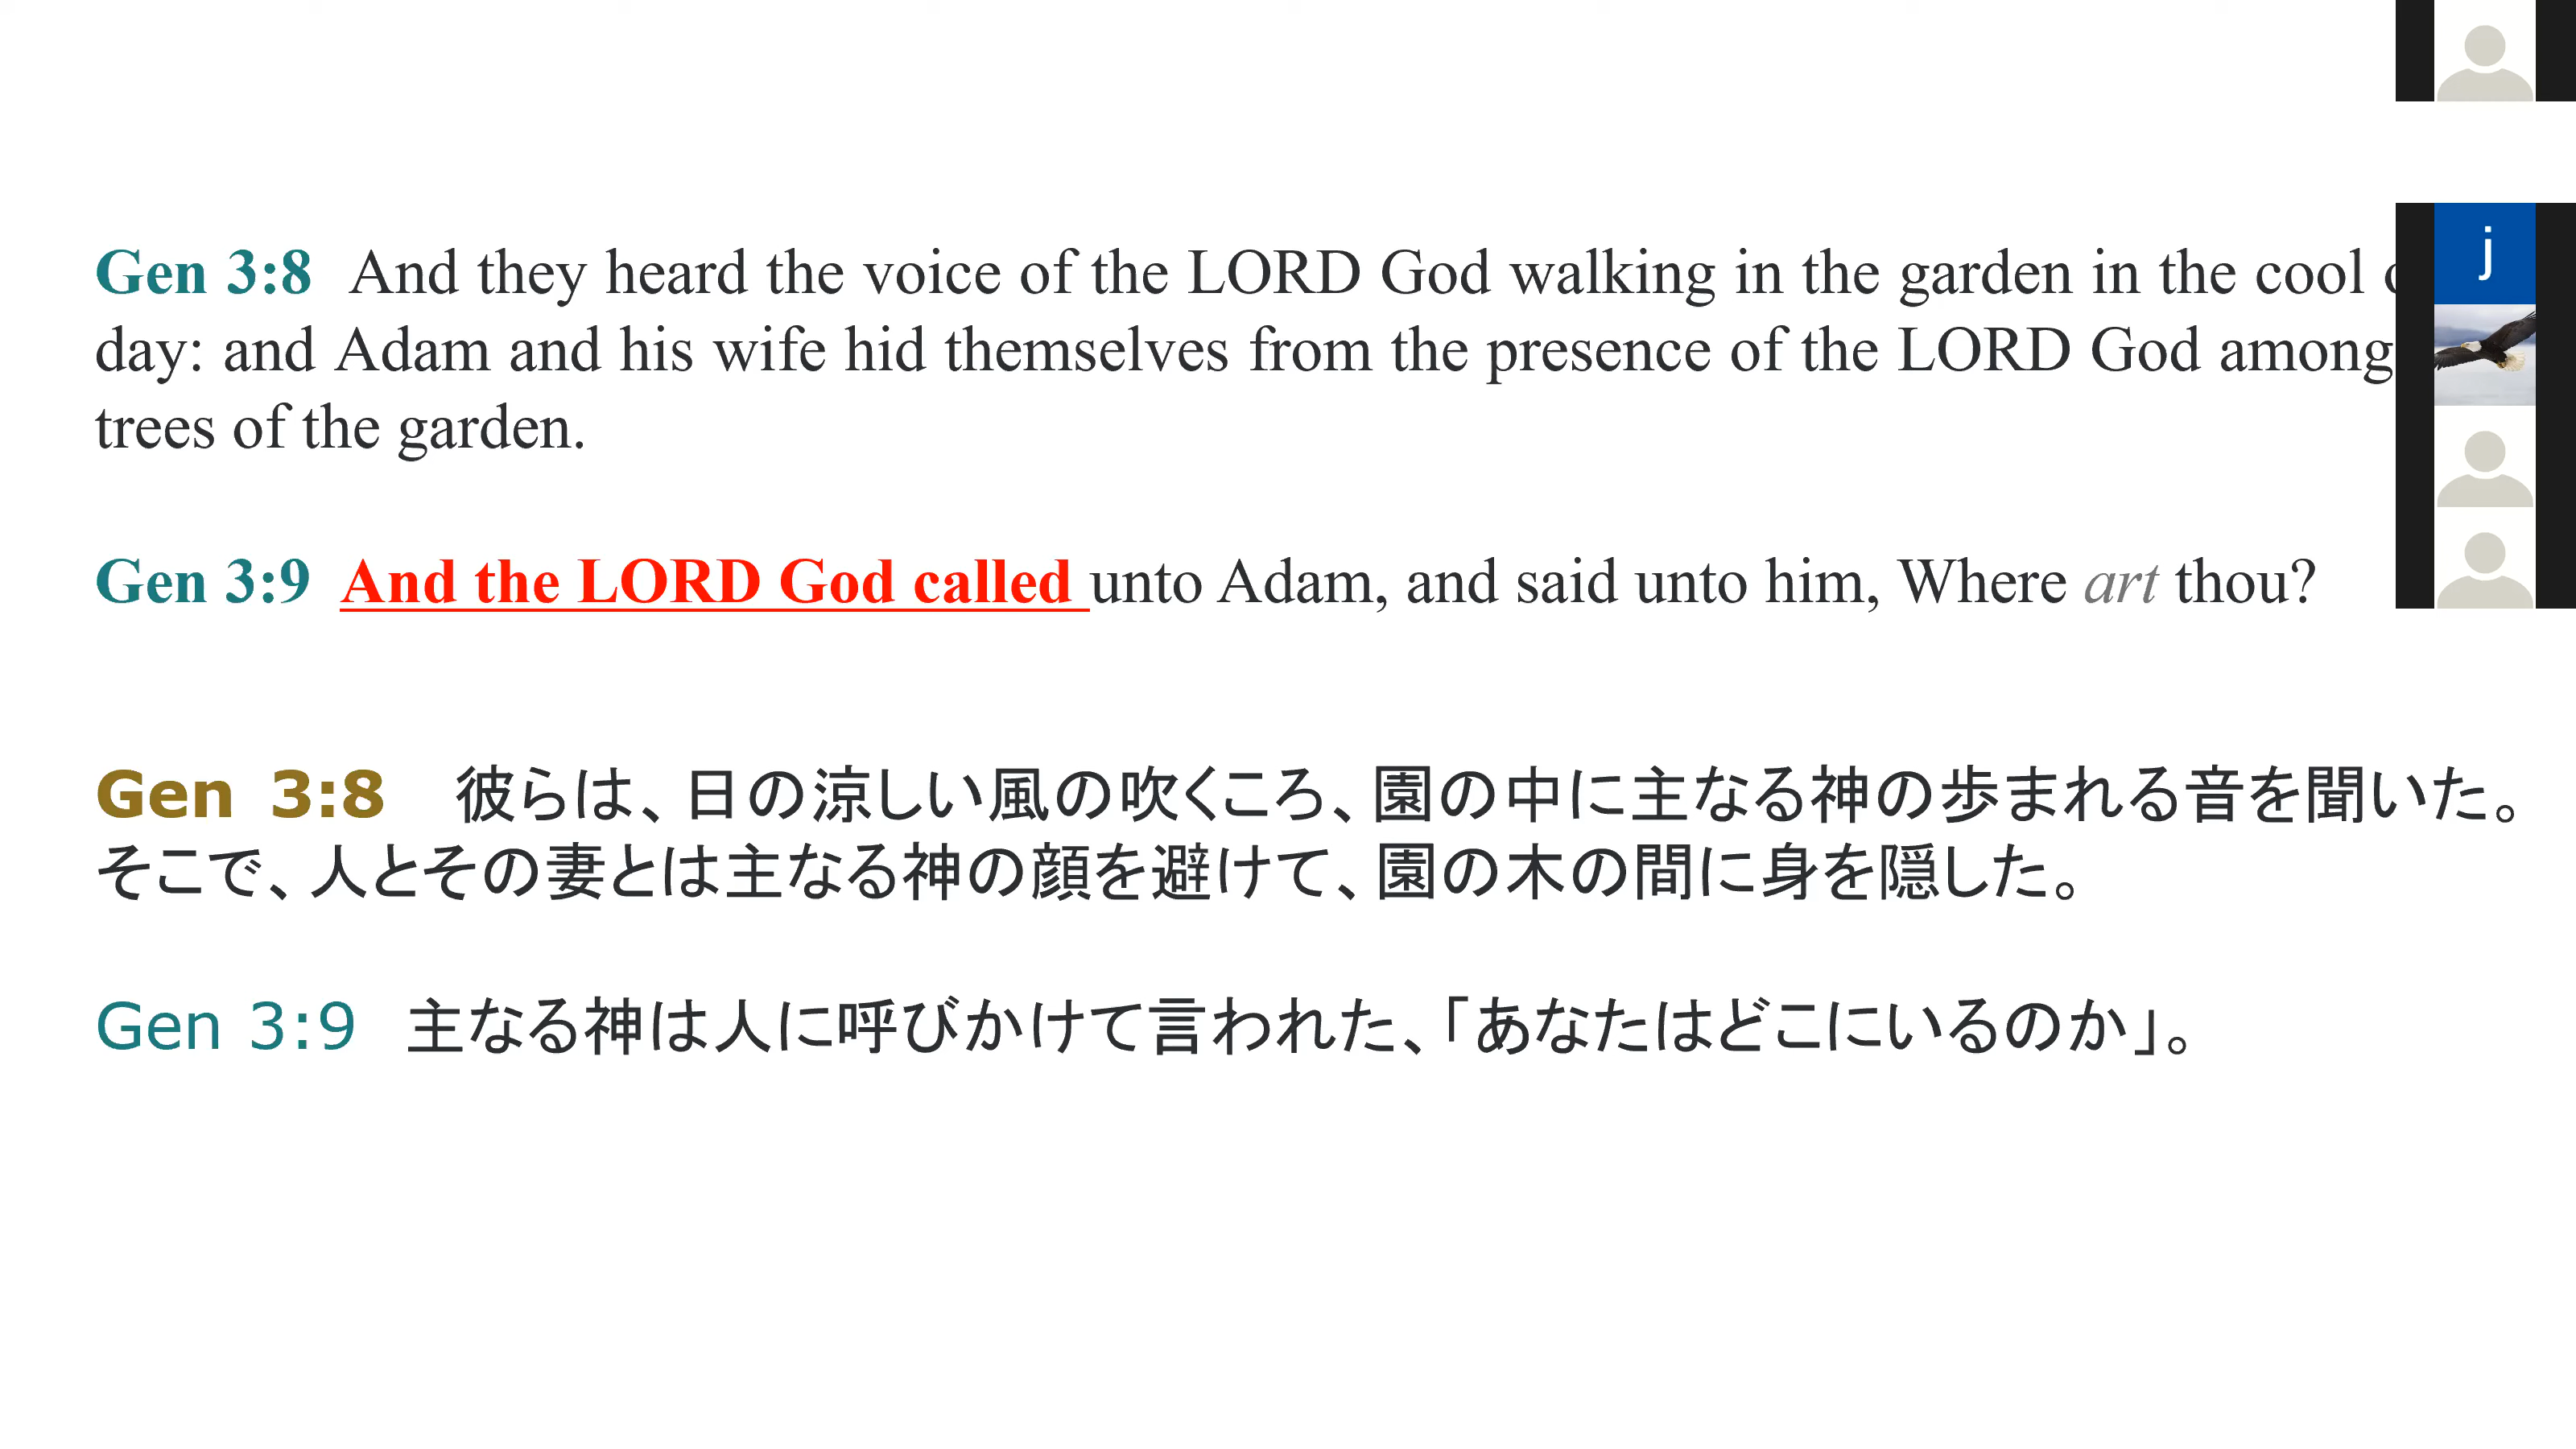 Gen 3:8 And they heard the voice of the LORD God walking in the garden in the cool
day: and Adam and his wife hid themselves from the presence of the LORD God among
trees of the garden.
Gen 3:9 And the LORD God called unto Adam, and said unto him, Where art thou?
Gen 3:8 彼らは、日の涼しい風の吹くころ、園の中に主なる神の歩まれる音を聞いた。
そこで、人とその妻とは主なる神の顔を避けて、園の木の間に身を隠した。
Gen 3:9 主なる神は人に呼びかけて言われた、「あなたはどこにいるのか」。
j